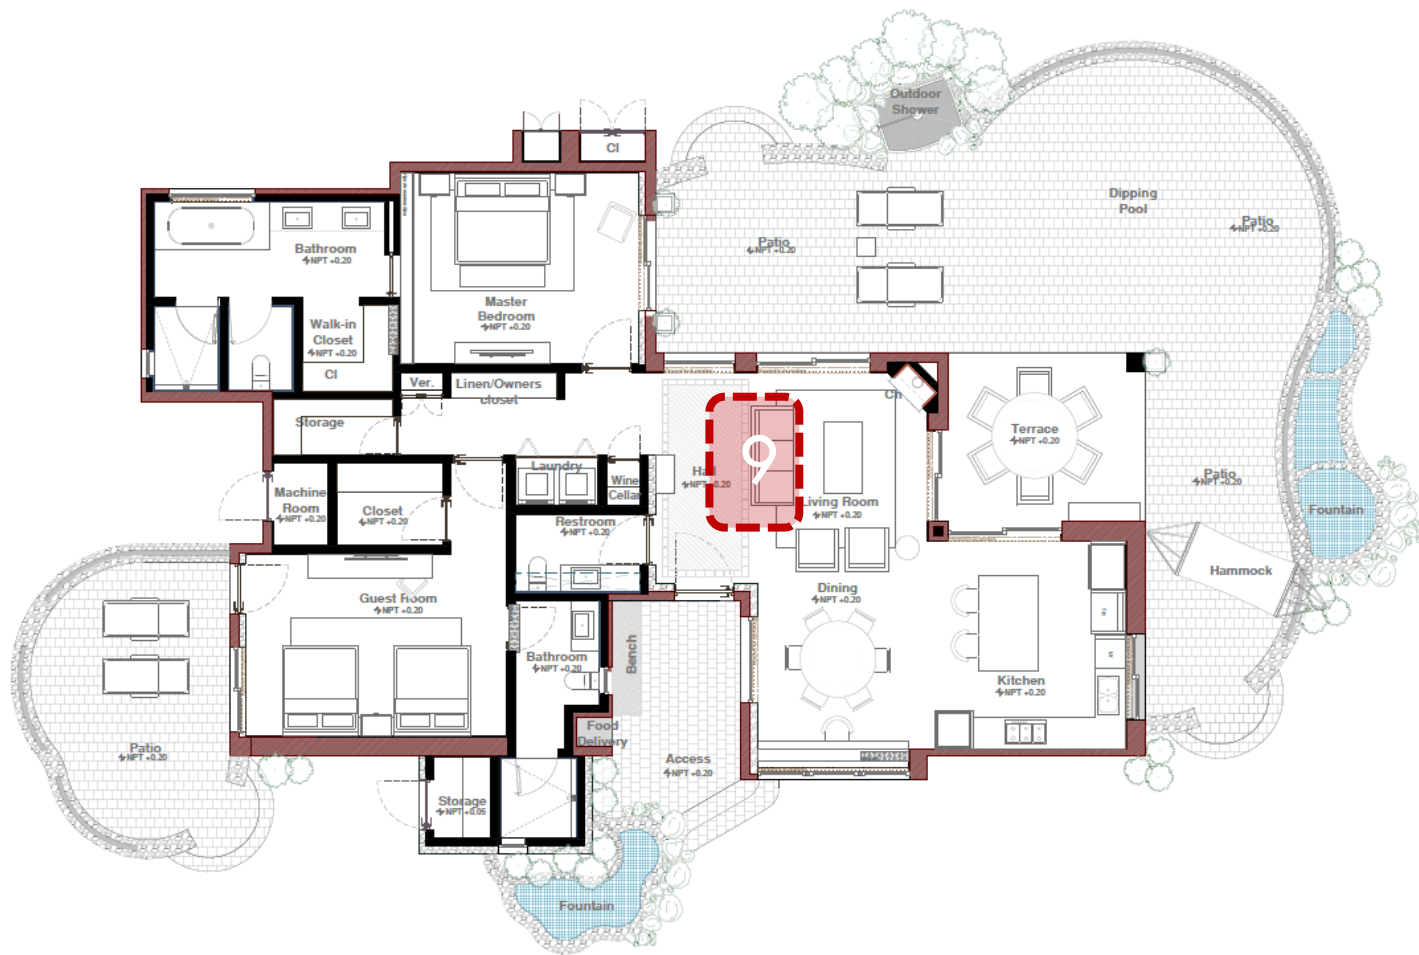 Outdoor
Shower
CI
Dipping
Pool
Patio
NPT +0.20
Patio
NPT +0.20
Bathroom
NPT +0.20
Master
Bedroom
NPT +0.20
Walk-in
Closet
NPT +0.20
CI
Ver.
Linen/Owners
closet
Ch
Storage
Terrace
NPT +0.20
9
Hall
NPT +0.20
Laundry
Wine
Cellar
Patio
NPT +0.20
Machine
Room
NPT +0.20
Closet
NPT +0.20
Living Room
NPT +0.20
Restroom
NPT +0.20
Fountain
Hammock
Guest Room
NPT +0.20
Dining
NPT +0.20
Bench
Bathroom
NPT +0.20
Kitchen
NPT +0.20
Food
Delivery
Patio
NPT +0.20
Access
NPT +0.20
Storage
NPT +0.05
Fountain